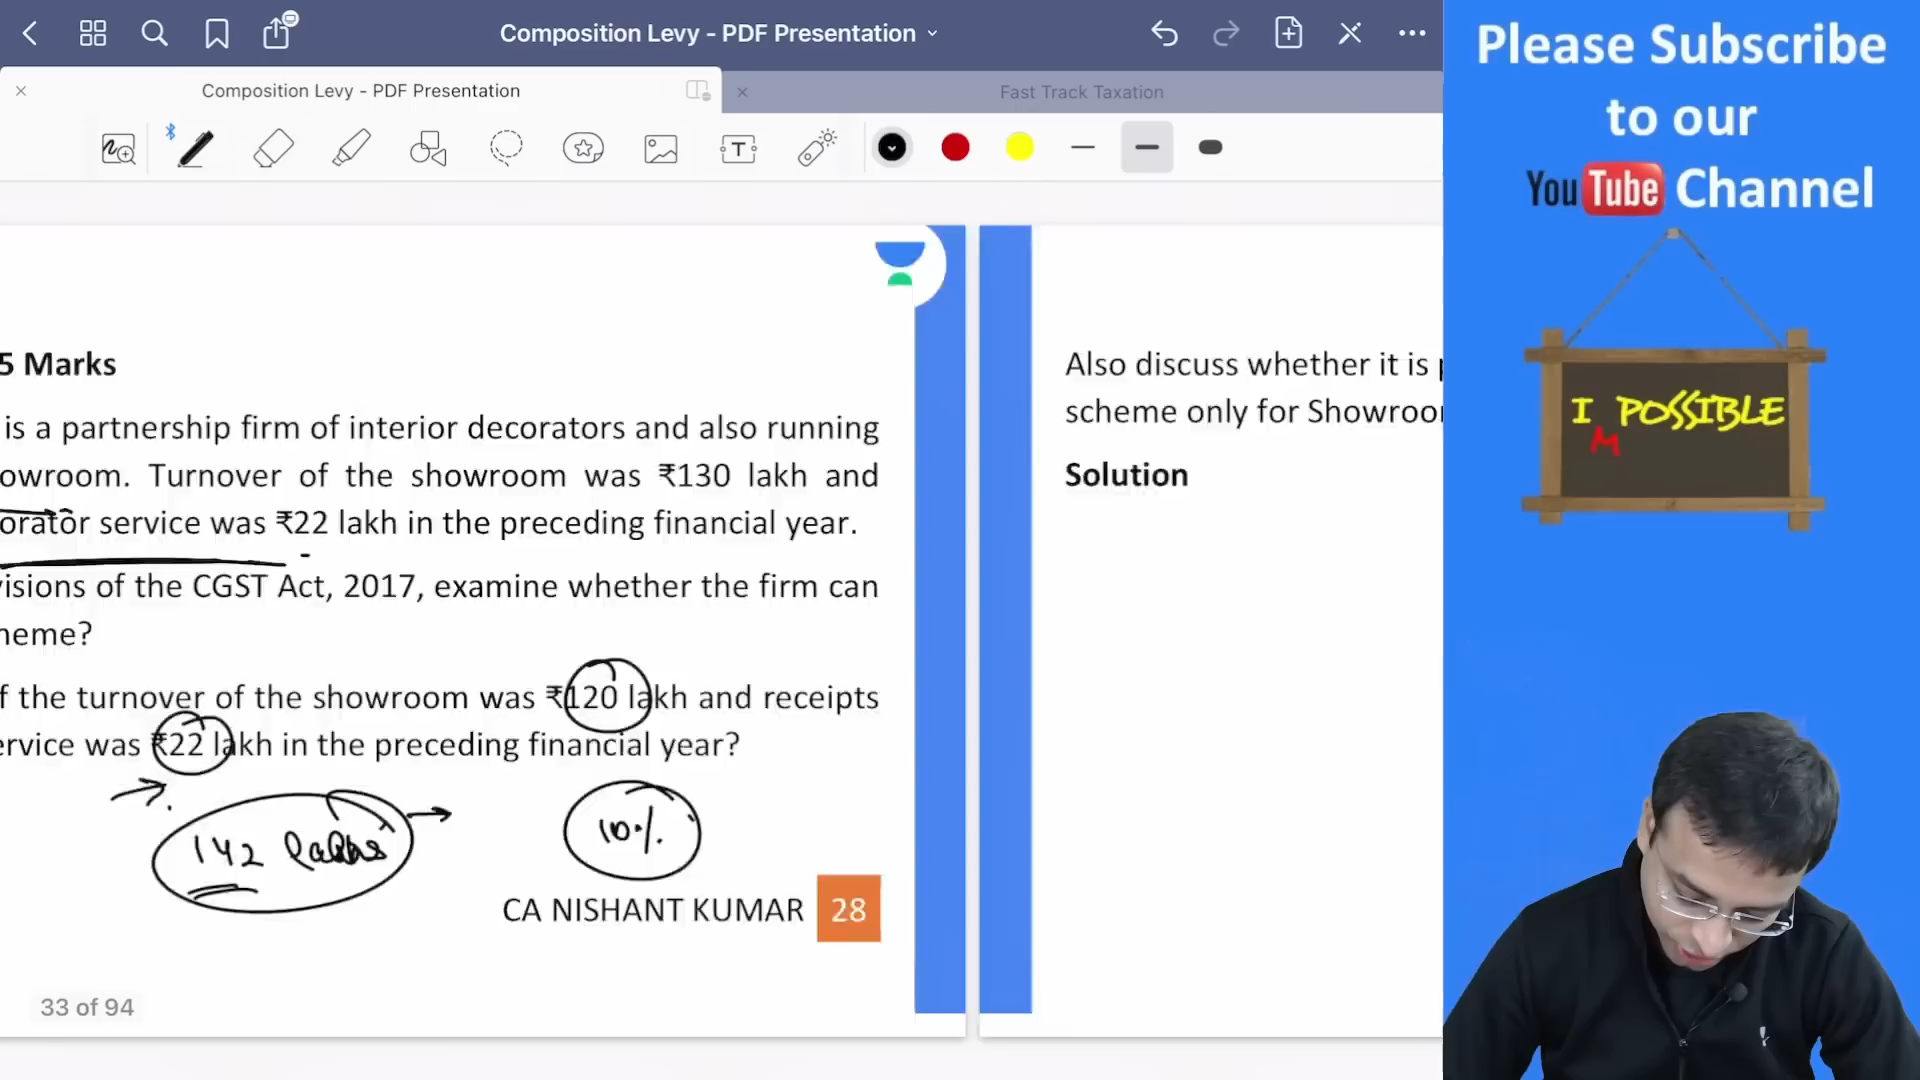 Composition Levy - PDF Presentation
Composition Levy - PDF Presentation
Fast Track Taxation
T
5 Marks
is a partnership firm of interior decorators and also running
owroom. Turnover of the showroom was ₹130 lakh and
orator service was ₹22 lakh in the preceding financial year.
visions of the CGST Act, 2017, examine whether the firm can
heme?
f the turnover of the showroom was ₹120 lakh and receipts
ervice was ₹22 lakh in the preceding financial year?
142 lakhs
10%.
CA NISHANT KUMAR 28
33 of 94
Also discuss whether it is p
scheme only for Showroo
Solution
Please Subscribe
to our
YouTube Channel
I POSSIBLE
M